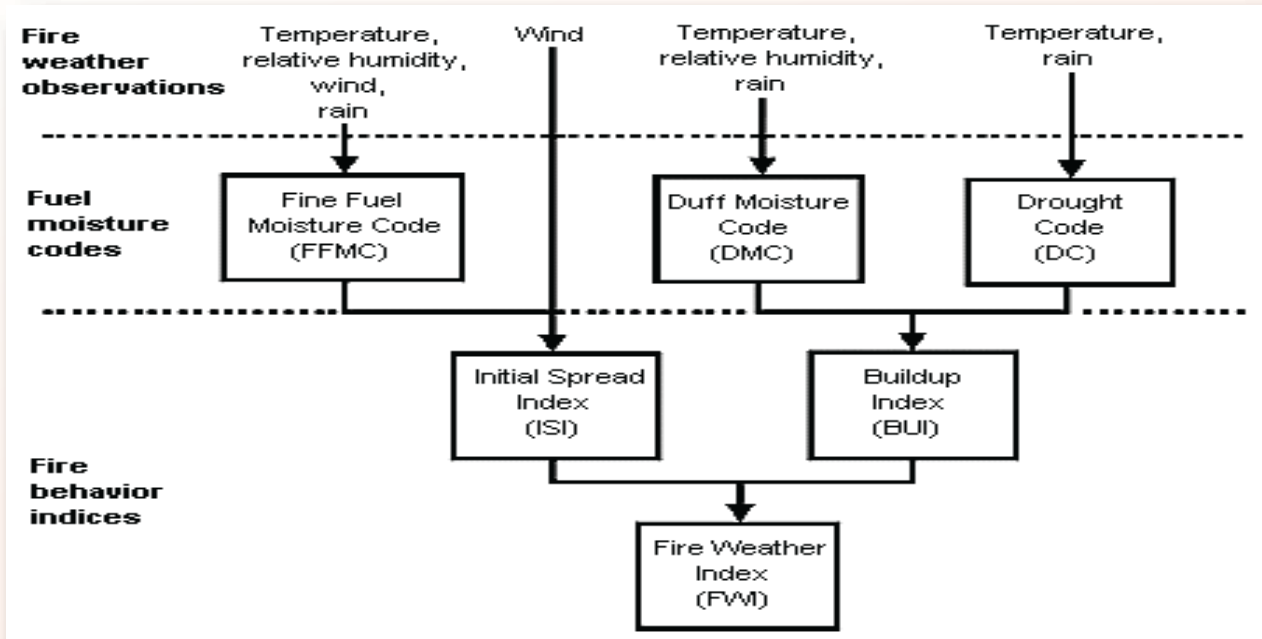 Fire
weather
observations
Temperature,
relative humidity,
wind,
rain
Wind
Temperature,
relative humidity,
rain
Temperature,
rain
Fuel
moisture
codes
Fine Fuel
Moisture Code
(FFMC)
Duff Moisture
Code
(DMC)
Drought
Code
(DC)
Fire
behavior
indices
Initial Spread
Index
(ISI)
Buildup
Index
(BUI)
Fire Weather
Index
(FWI)